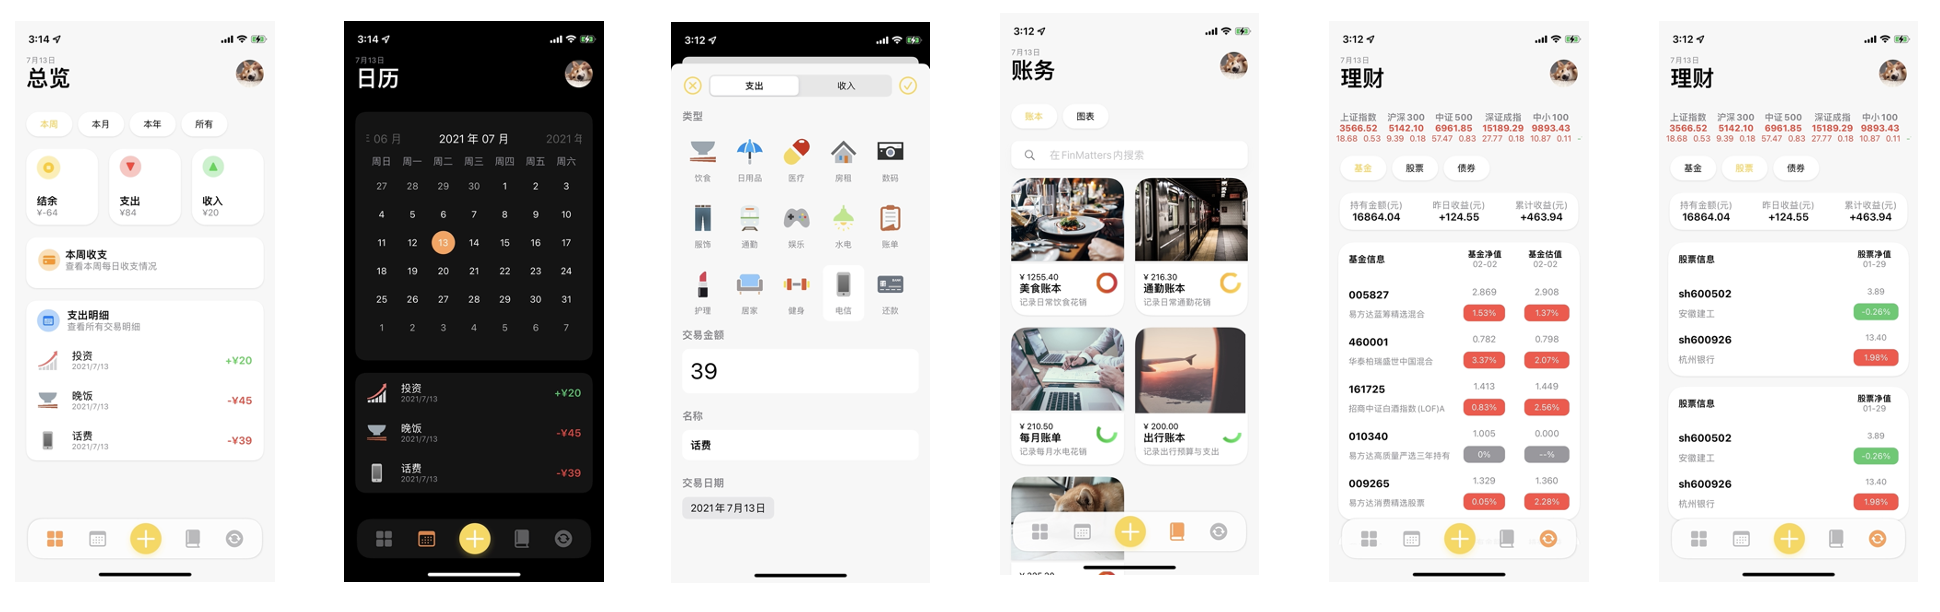 3:14
7月13日
总览
本周 本月 本年 所有
结余 支出 收入
¥-64 ¥84 ¥20
本周收支
查看本周每日收支情况
支出明细
查看所有交易明细
投资 +¥20
2021/7/13
晚饭 -¥45
2021/7/13
话费 -¥39
2021/7/13
3:14
7月13日
日历
06 月 2021 年 07 月 2021 年
周日 周一 周二 周三 周四 周五 周六
27 28 29 30 1 2 3
4 5 6 7 8 9 10
11 12 13 14 15 16 17
18 19 20 21 22 23 24
25 26 27 28 29 30 31
1 2 3 4 5 6 7
投资 +¥20
2021/7/13
晚饭 -¥45
2021/7/13
话费 -¥39
2021/7/13
3:12
支出 收入
类型
饮食 日用品 医疗 房租 数码
服饰 通勤 娱乐 水电 账单
护理 居家 健身 电信 还款
交易金额
39
名称
话费
交易日期
2021年7月13日
3:12
7月13日
账务
账本 图表
在FinMatters内搜索
¥ 1255.40 ¥ 216.30
美食账本 通勤账本
记录日常饮食花销 记录日常通勤花销
¥ 210.50 ¥ 200.00
每月账单 出行账本
记录每月水电花销 记录出行预算与支出
3:12
7月13日
理财
上证指数 沪深300 中证500 深证成指 中小100
3566.52 5142.10 6961.85 15189.29 9893.43
18.68 0.53 9.39 0.18 57.47 0.83 27.77 0.18 10.87 0.11 -
基金 股票 债券
持有金额(元) 昨日收益(元) 累计收益(元)
16864.04 +124.55 +463.94
基金信息 基金净值 基金估值
02-02 02-02
005827 2.869 2.908
易方达蓝筹精选混合 1.53% 1.37%
460001 0.782 0.798
华泰柏瑞盛世中国混合 3.37% 2.07%
161725 1.413 1.449
招商中证白酒指数(LOF)A 0.83% 2.56%
010340 1.005 0.000
易方达高质量严选三年持有 0% --%
009265 1.329 1.360
易方达消费精选股票 0.05% 2.28%
3:12
7月13日
理财
上证指数 沪深300 中证500 深证成指 中小100
3566.52 5142.10 6961.85 15189.29 9893.43
18.68 0.53 9.39 0.18 57.47 0.83 27.77 0.18 10.87 0.11 -
基金 股票 债券
持有金额(元) 昨日收益(元) 累计收益(元)
16864.04 +124.55 +463.94
股票信息 股票净值
01-29
sh600502 3.89
安徽建工 -0.26%
sh600926 13.40
杭州银行 1.98%
股票信息 股票净值
01-29
sh600502 3.89
安徽建工 -0.26%
sh600926 13.40
杭州银行 1.98%